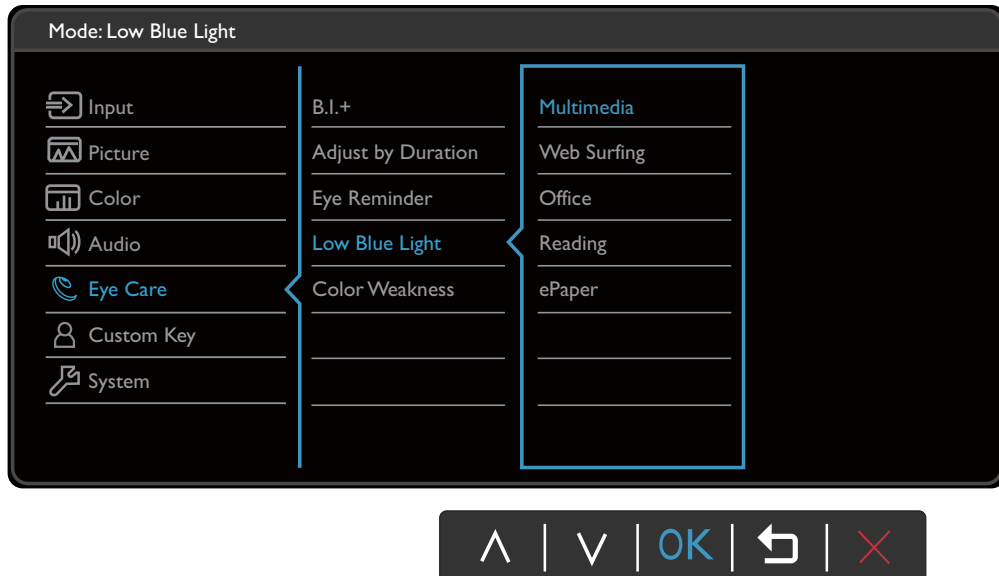 Mode: Low Blue Light
Input
Picture
Color
Audio
Eye Care
Custom Key
System
B.I.+
Adjust by Duration
Eye Reminder
Low Blue Light
Color Weakness
Multimedia
Web Surfing
Office
Reading
ePaper
OK